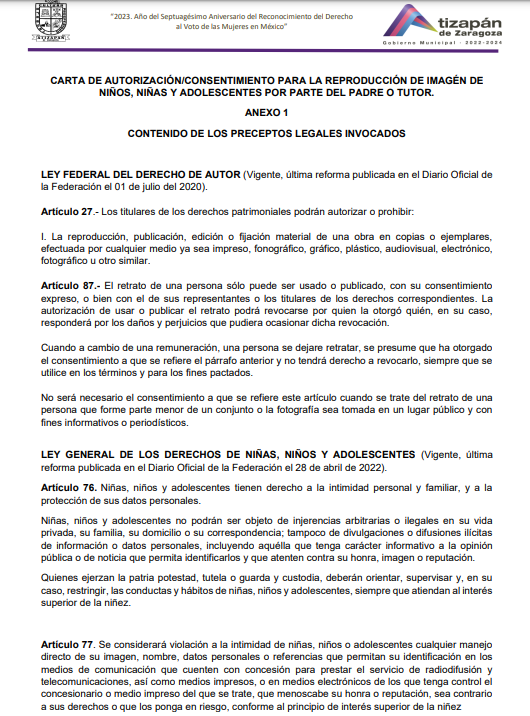 "2023. Año del Septuagésimo Aniversario del Reconocimiento del Derecho
al Voto de las Mujeres en México"
Atizapán
de Zaragoza
Gobierno Municipal - 2022-2024
CARTA DE AUTORIZACIÓN/CONSENTIMIENTO PARA LA REPRODUCCIÓN DE IMAGÉN DE
NIÑOS, NIÑAS Y ADOLESCENTES POR PARTE DEL PADRE O TUTOR.
ANEXO 1
CONTENIDO DE LOS PRECEPTOS LEGALES INVOCADOS
LEY FEDERAL DEL DERECHO DE AUTOR (Vigente, última reforma publicada en el Diario Oficial de
la Federación el 01 de julio del 2020).
Artículo 27.- Los titulares de los derechos patrimoniales podrán autorizar o prohibir:
I. La reproducción, publicación, edición o fijación material de una obra en copias o ejemplares,
efectuada por cualquier medio ya sea impreso, fonográfico, gráfico, plástico, audiovisual, electrónico,
fotográfico u otro similar.
Artículo 87.- El retrato de una persona sólo puede ser usado o publicado, con su consentimiento
expreso, o bien con el de sus representantes o los titulares de los derechos correspondientes. La
autorización de usar o publicar el retrato podrá revocarse por quien la otorgó quién, en su caso,
responderá por los daños y perjuicios que pudiera ocasionar dicha revocación.
Cuando a cambio de una remuneración, una persona se dejare retratar, se presume que ha otorgado
el consentimiento a que se refiere el párrafo anterior y no tendrá derecho a revocarlo, siempre que se
utilice en los términos y para los fines pactados.
No será necesario el consentimiento a que se refiere este artículo cuando se trate del retrato de una
persona que forme parte menor de un conjunto o la fotografía sea tomada en un lugar público y con
fines informativos o periodísticos.
LEY GENERAL DE LOS DERECHOS DE NIÑAS, NIÑOS Y ADOLESCENTES (Vigente, última
reforma publicada en el Diario Oficial de la Federación el 28 de abril de 2022).
Artículo 76. Niñas, niños y adolescentes tienen derecho a la intimidad personal y familiar, y a la
protección de sus datos personales.
Niñas, niños y adolescentes no podrán ser objeto de injerencias arbitrarias o ilegales en su vida
privada, su familia, su domicilio o su correspondencia; tampoco de divulgaciones o difusiones ilícitas
de información o datos personales, incluyendo aquélla que tenga carácter informativo a la opinión
pública o de noticia que permita identificarlos y que atenten contra su honra, imagen o reputación.
Quienes ejerzan la patria potestad, tutela o guarda y custodia, deberán orientar, supervisar y, en su
caso, restringir, las conductas y hábitos de niñas, niños y adolescentes, siempre que atiendan al interés
superior de la niñez.
Artículo 77. Se considerará violación a la intimidad de niñas, niños o adolescentes cualquier manejo
directo de su imagen, nombre, datos personales o referencias que permitan su identificación en los
medios de comunicación que cuenten con concesión para prestar el servicio de radiodifusión y
telecomunicaciones, así como medios impresos, o en medios electrónicos de los que tenga control el
concesionario o medio impreso del que se trate, que menoscabe su honra o reputación, sea contrario
a sus derechos o que los ponga en riesgo, conforme al principio de interés superior de la niñez